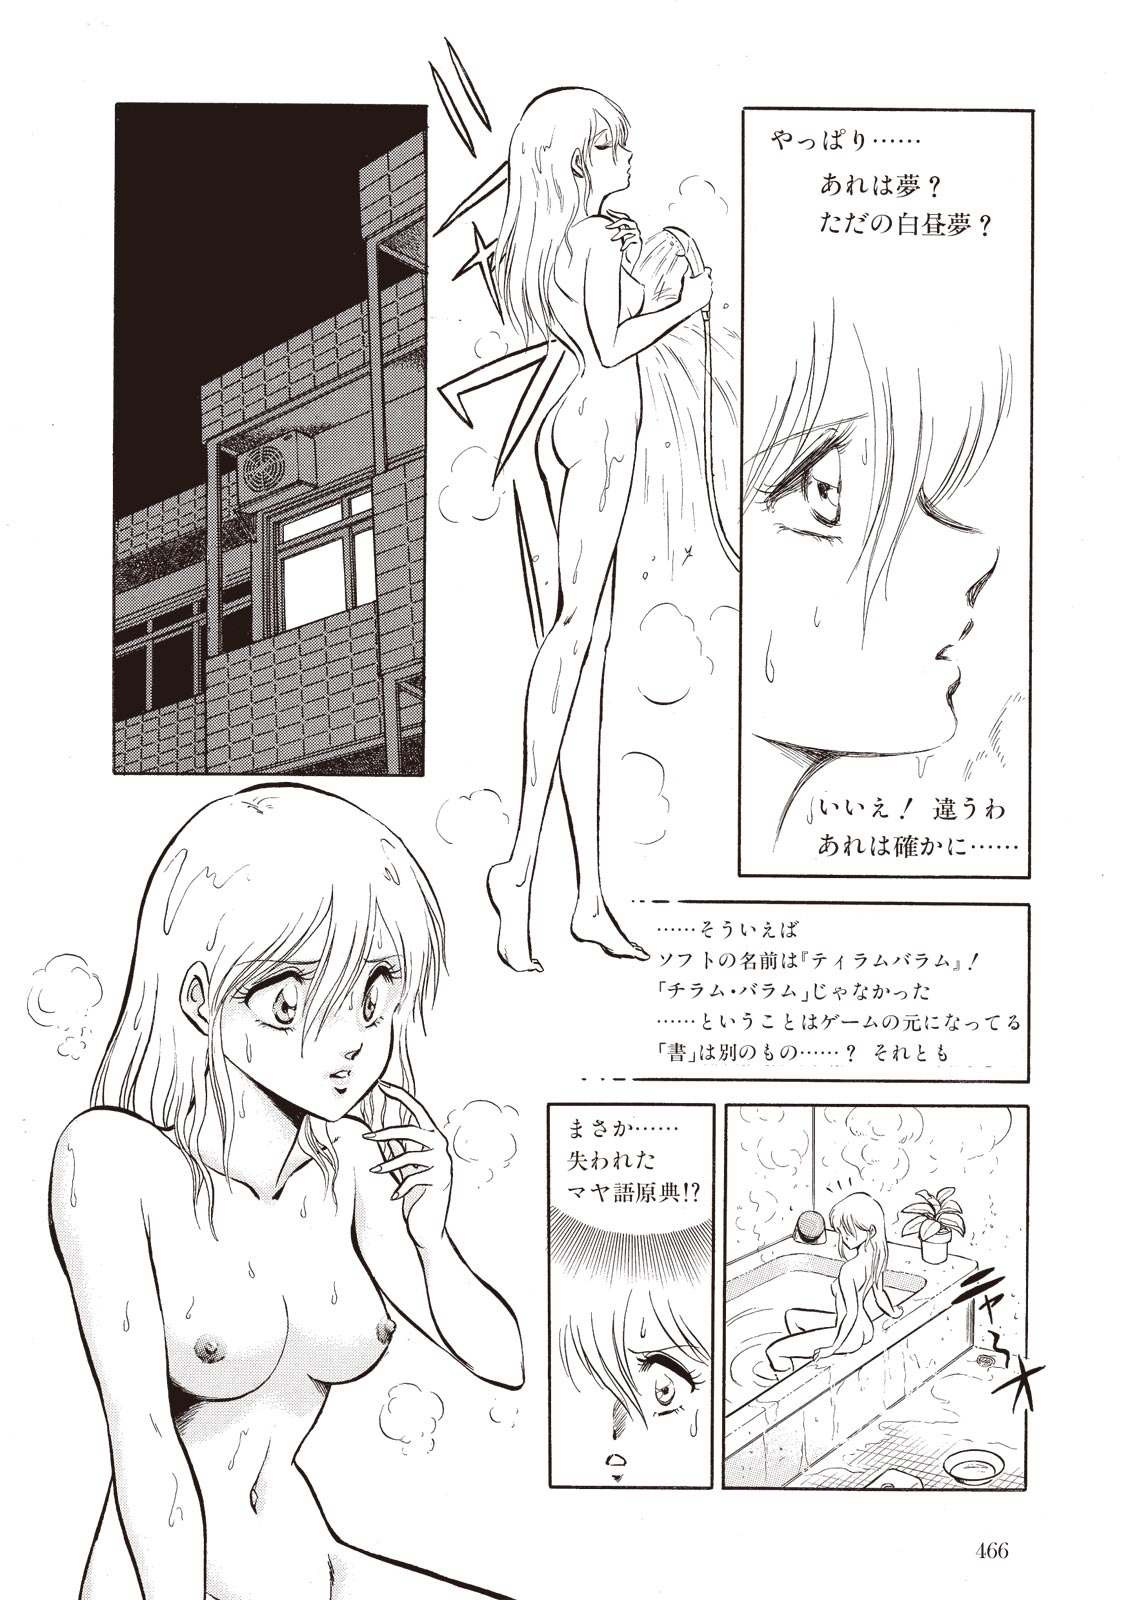 やっぱり……
あれは夢？
ただの白昼夢？
いいえ！ 違うわ
あれは確かに……
……そういえば
ソフトの名前は『ティラムバラム』！
「チラム・バラム」じゃなかった
……ということはゲームの元になってる
「書」は別のもの……？ それとも
まさか……
失われた
マヤ語原典!?
466